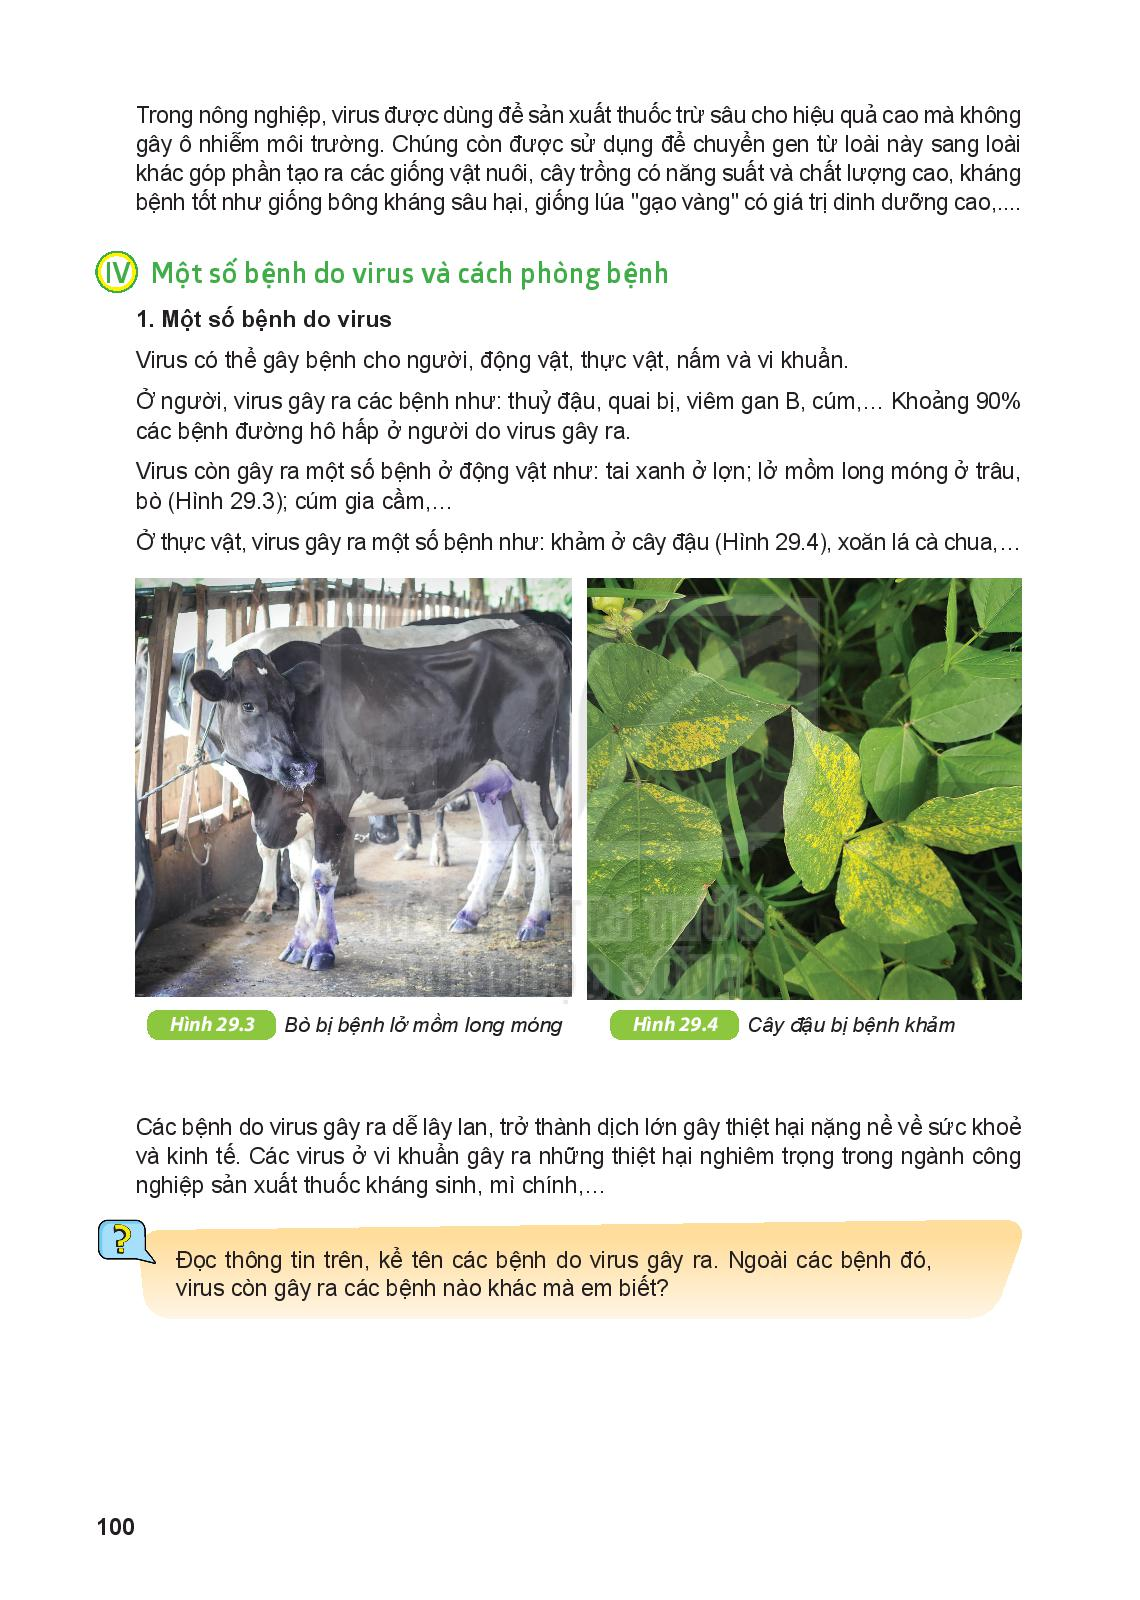 Trong nông nghiệp, virus được dùng để sản xuất thuốc trừ sâu cho hiệu quả cao mà không
gây ô nhiễm môi trường. Chúng còn được sử dụng để chuyển gen từ loài này sang loài
khác góp phần tạo ra các giống vật nuôi, cây trồng có năng suất và chất lượng cao, kháng
bệnh tốt như giống bông kháng sâu hại, giống lúa "gạo vàng" có giá trị dinh dưỡng cao,....
IV Một số bệnh do virus và cách phòng bệnh
1. Một số bệnh do virus
Virus có thể gây bệnh cho người, động vật, thực vật, nấm và vi khuẩn.
Ở người, virus gây ra các bệnh như: thuỷ đậu, quai bị, viêm gan B, cúm,… Khoảng 90%
các bệnh đường hô hấp ở người do virus gây ra.
Virus còn gây ra một số bệnh ở động vật như: tai xanh ở lợn; lở mồm long móng ở trâu,
bò (Hình 29.3); cúm gia cầm,…
Ở thực vật, virus gây ra một số bệnh như: khảm ở cây đậu (Hình 29.4), xoăn lá cà chua,…
KẾT NỐI TRI THỨC
VỚI CUỘC SỐNG
Hình 29.3 Bò bị bệnh lở mồm long móng
Hình 29.4 Cây đậu bị bệnh khảm
Các bệnh do virus gây ra dễ lây lan, trở thành dịch lớn gây thiệt hại nặng nề về sức khoẻ
và kinh tế. Các virus ở vi khuẩn gây ra những thiệt hại nghiêm trọng trong ngành công
nghiệp sản xuất thuốc kháng sinh, mì chính,…
?
Đọc thông tin trên, kể tên các bệnh do virus gây ra. Ngoài các bệnh đó,
virus còn gây ra các bệnh nào khác mà em biết?
100